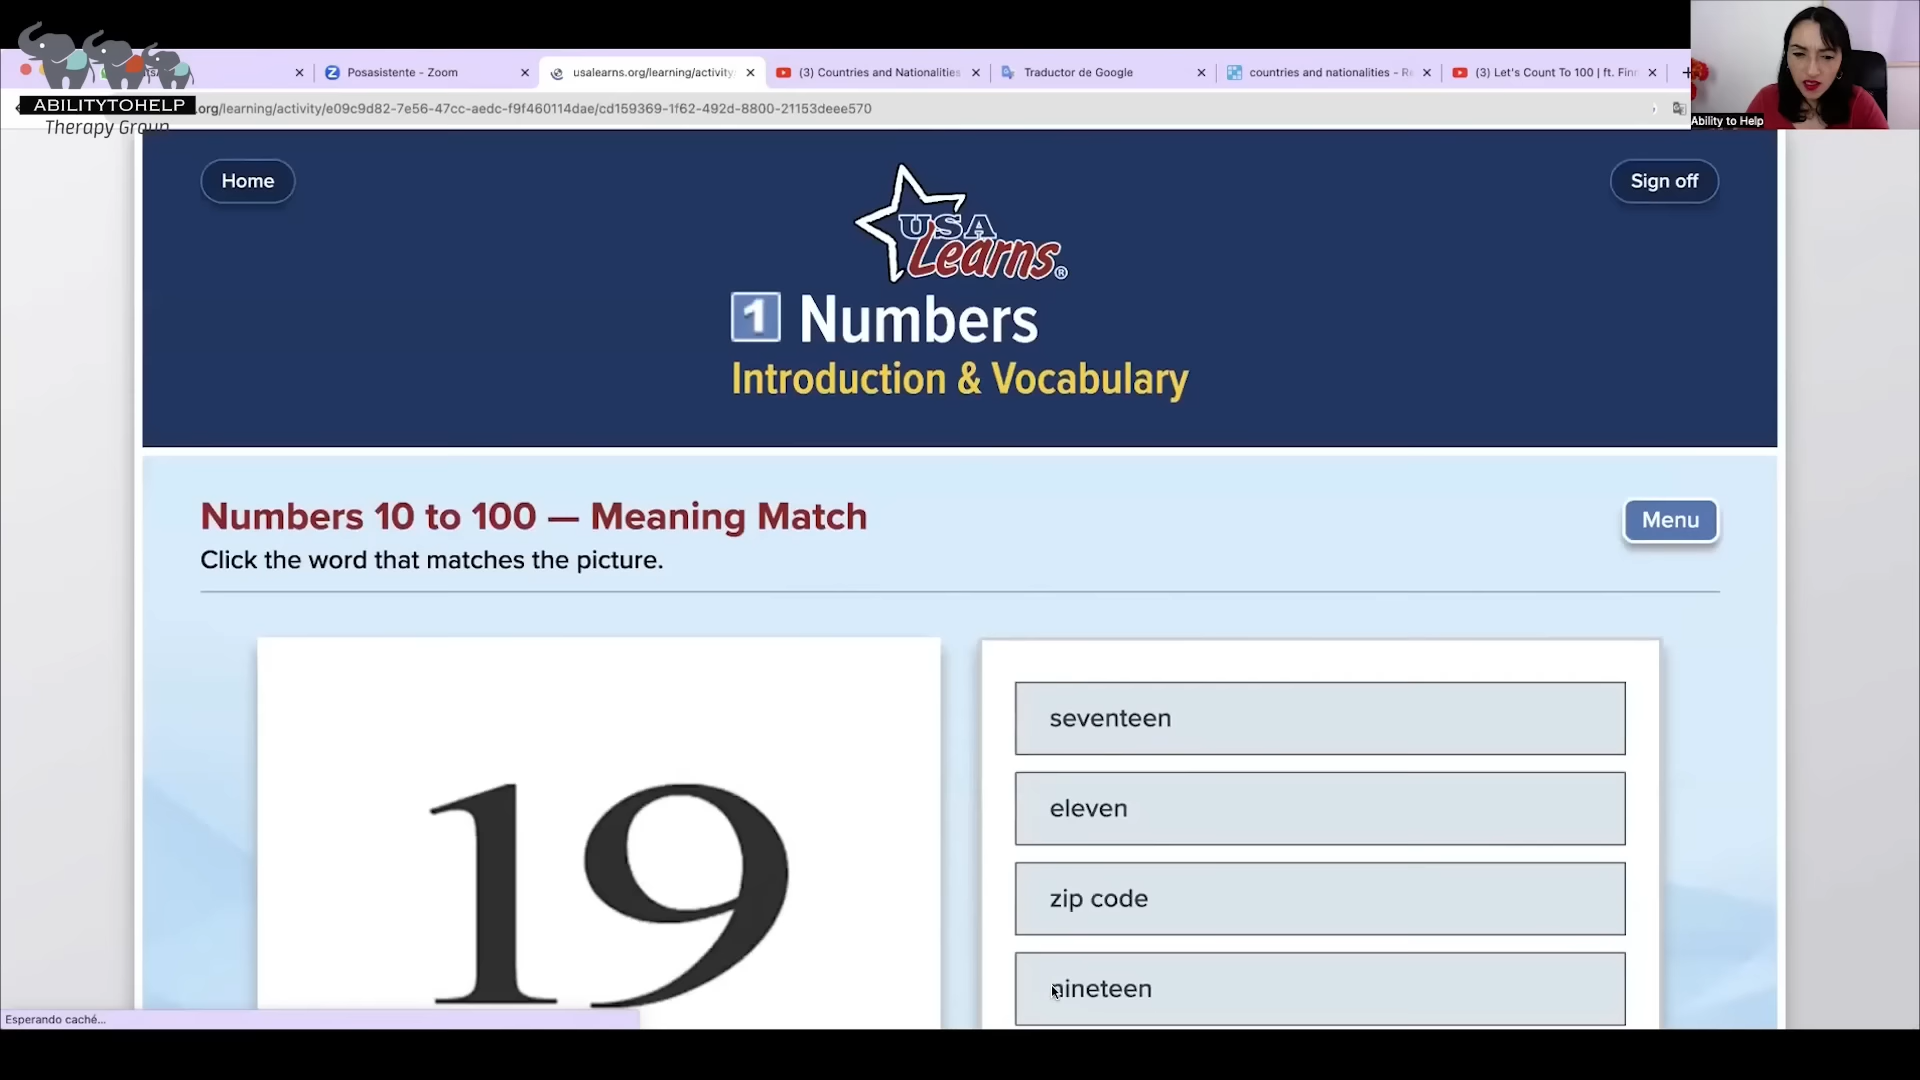 ABILITYTOHELP
Therapy Group
Posasistente - Zoom
usalearns.org/learning/activity
(3) Countries and Nationalities
Traductor de Google
countries and nationalities - R
(3) Let's Count To 100 | ft. Fin
.org/learning/activity/e09c9d82-7e56-47cc-aedc-f9f460114dae/cd159369-1f62-492d-8800-21153deee570
Ability to Help
Home
Sign off
USA
Learns®
1 Numbers
Introduction & Vocabulary
Numbers 10 to 100 — Meaning Match
Menu
Click the word that matches the picture.
19
seventeen
eleven
zip code
nineteen
Esperando caché...